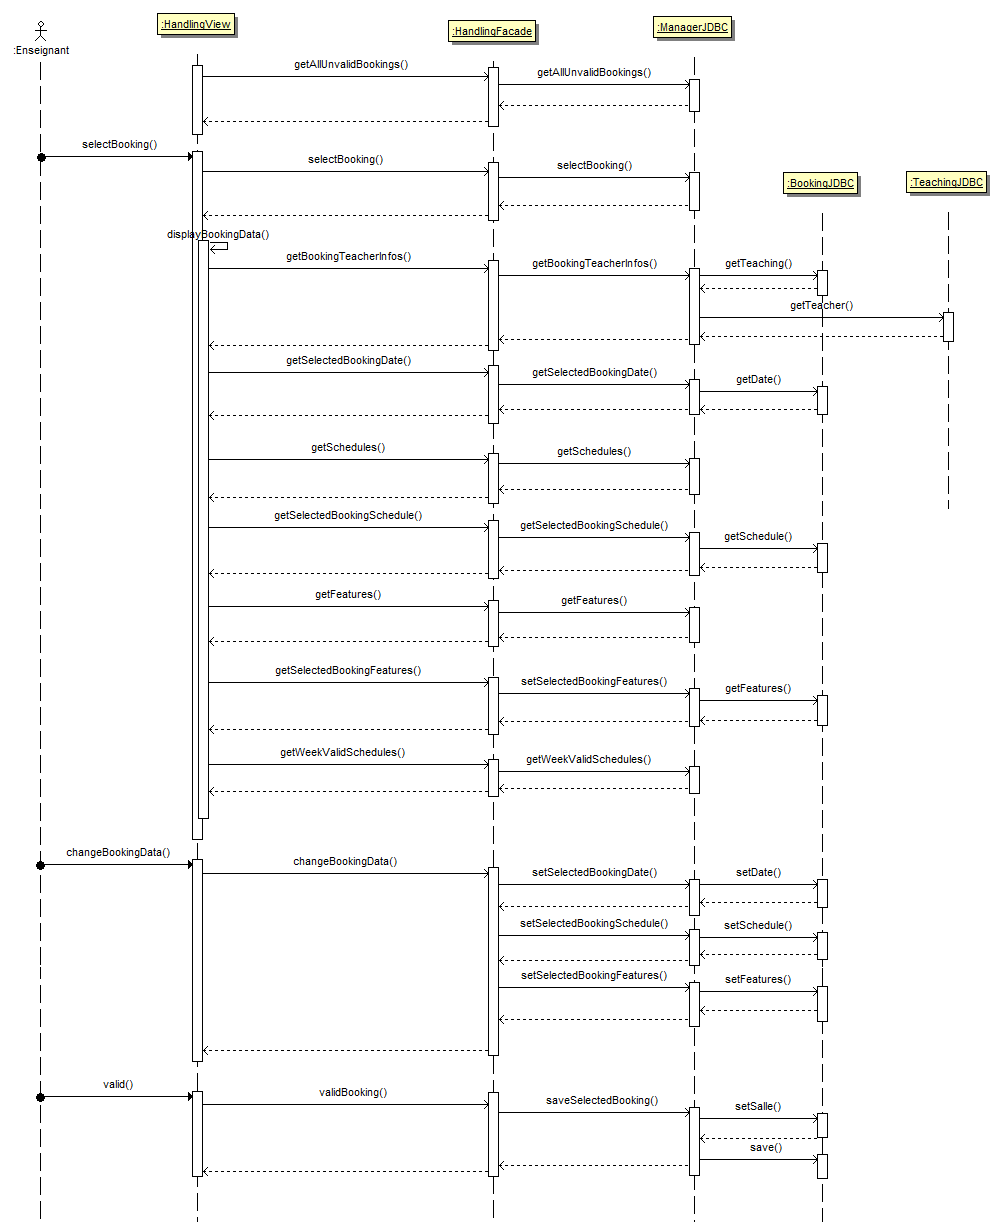 :HandlingView
:HandlingFacade
:ManagerJDBC
:Enseignant
getAllUnvalidBookings()
getAllUnvalidBookings()
selectBooking()
selectBooking()
selectBooking()
:BookingJDBC
:TeachingJDBC
displayBookingData()
getBookingTeacherInfos()
getBookingTeacherInfos()
getTeaching()
getTeacher()
getSelectedBookingDate()
getSelectedBookingDate()
getDate()
getSchedules()
getSchedules()
getSelectedBookingSchedule()
getSelectedBookingSchedule()
getSchedule()
getFeatures()
getFeatures()
getSelectedBookingFeatures()
setSelectedBookingFeatures()
getFeatures()
getWeekValidSchedules()
getWeekValidSchedules()
changeBookingData()
changeBookingData()
setSelectedBookingDate()
setDate()
setSelectedBookingSchedule()
setSchedule()
setSelectedBookingFeatures()
setFeatures()
valid()
validBooking()
saveSelectedBooking()
setSalle()
save()